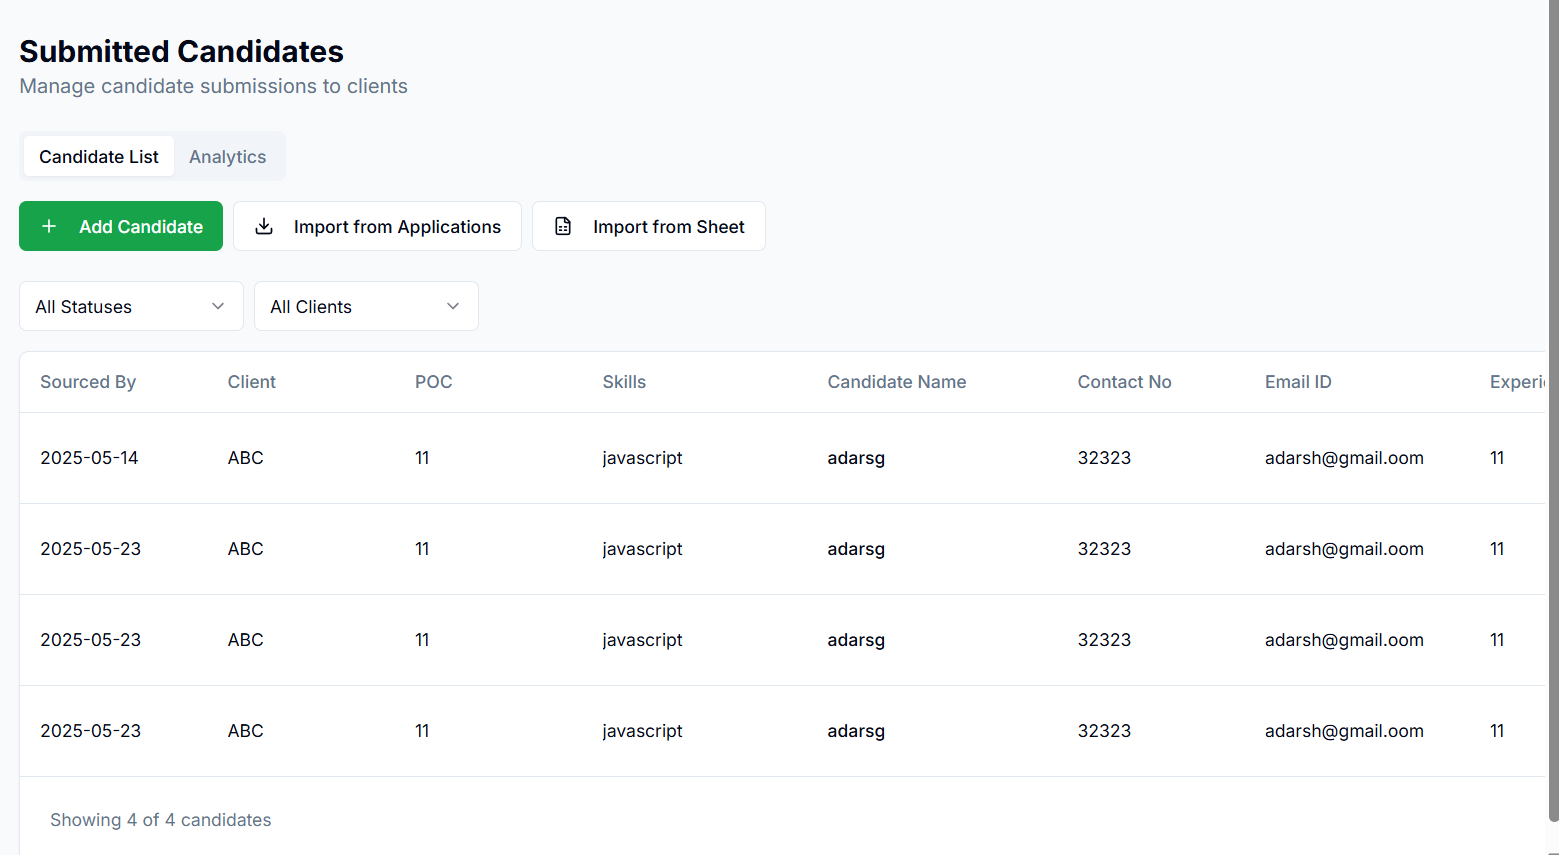 Submitted Candidates
Manage candidate submissions to clients
Candidate List Analytics
Add Candidate Import from Applications Import from Sheet
All Statuses All Clients
Sourced By Client POC Skills Candidate Name Contact No Email ID Experi
2025-05-14 ABC 11 javascript adarsg 32323 adarsh@gmail.oom 11
2025-05-23 ABC 11 javascript adarsg 32323 adarsh@gmail.oom 11
2025-05-23 ABC 11 javascript adarsg 32323 adarsh@gmail.oom 11
2025-05-23 ABC 11 javascript adarsg 32323 adarsh@gmail.oom 11
Showing 4 of 4 candidates